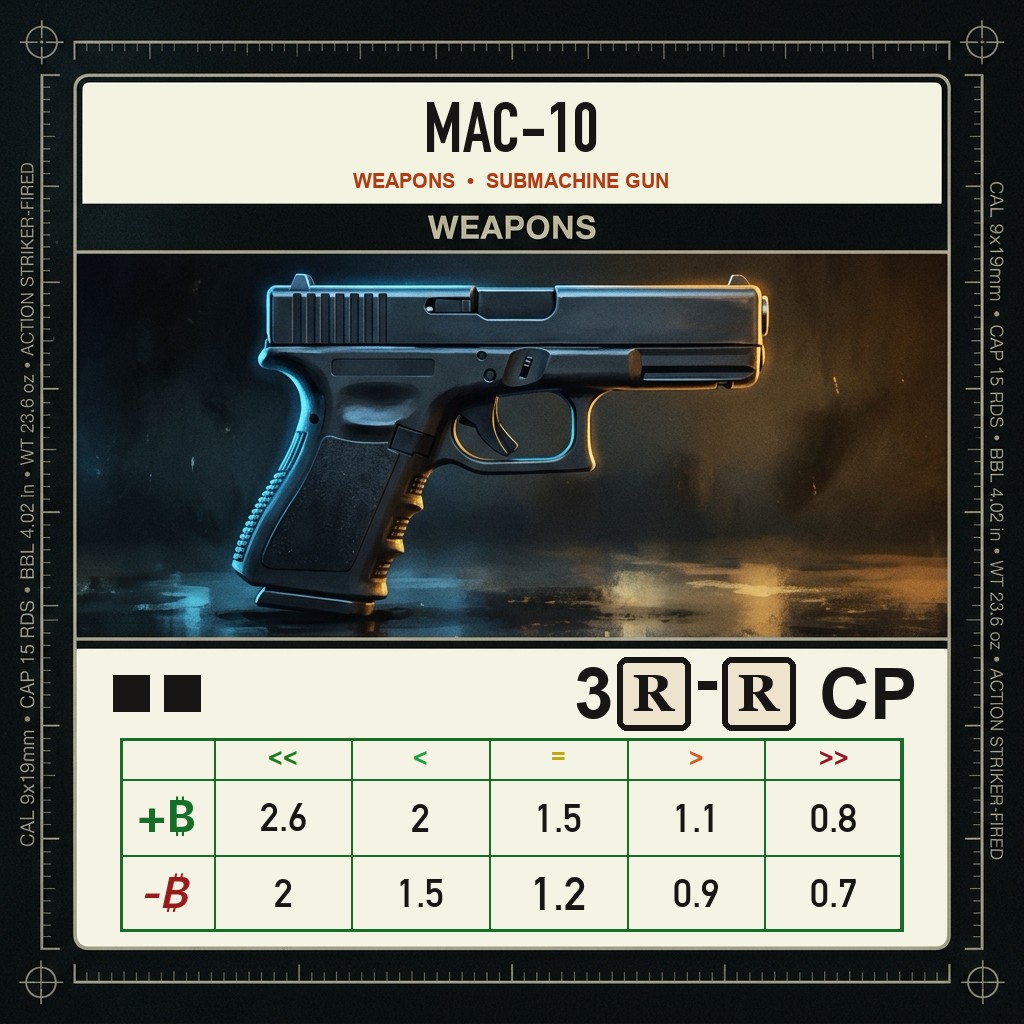 MAC-10
WEAPONS • SUBMACHINE GUN
WEAPONS
CAL 9x19mm • CAP 15 RDS • BBL 4.02 in • WT 23.6 oz • ACTION STRIKER-FIRED
CAL 9x19mm • CAP 15 RDS • BBL 4.02 in • WT 23.6 oz • ACTION STRIKER-FIRED
3R-R CP
<< < = > >>
+₿ 2.6 2 1.5 1.1 0.8
-₿ 2 1.5 1.2 0.9 0.7